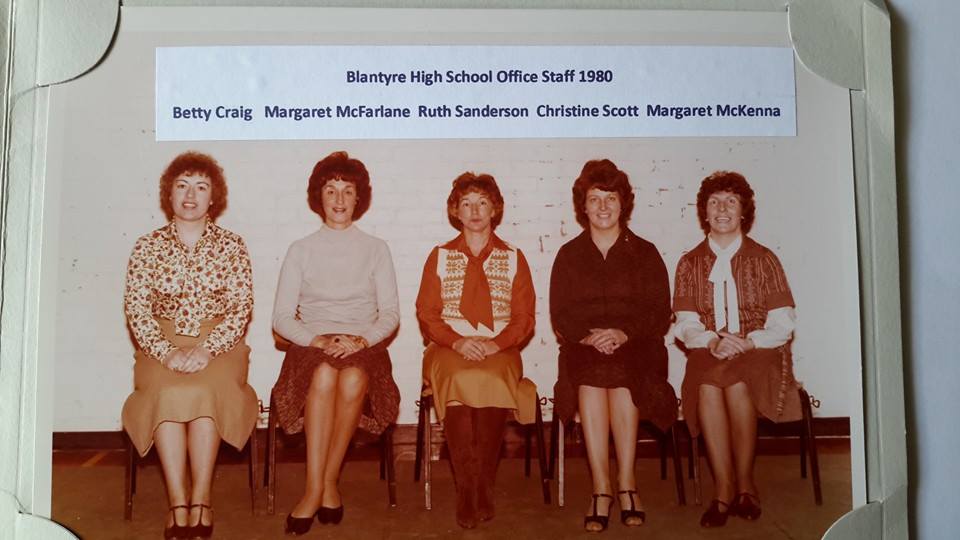 Blantyre High School Office Staff 1980
Betty Craig Margaret McFarlane Ruth Sanderson Christine Scott Margaret McKenna